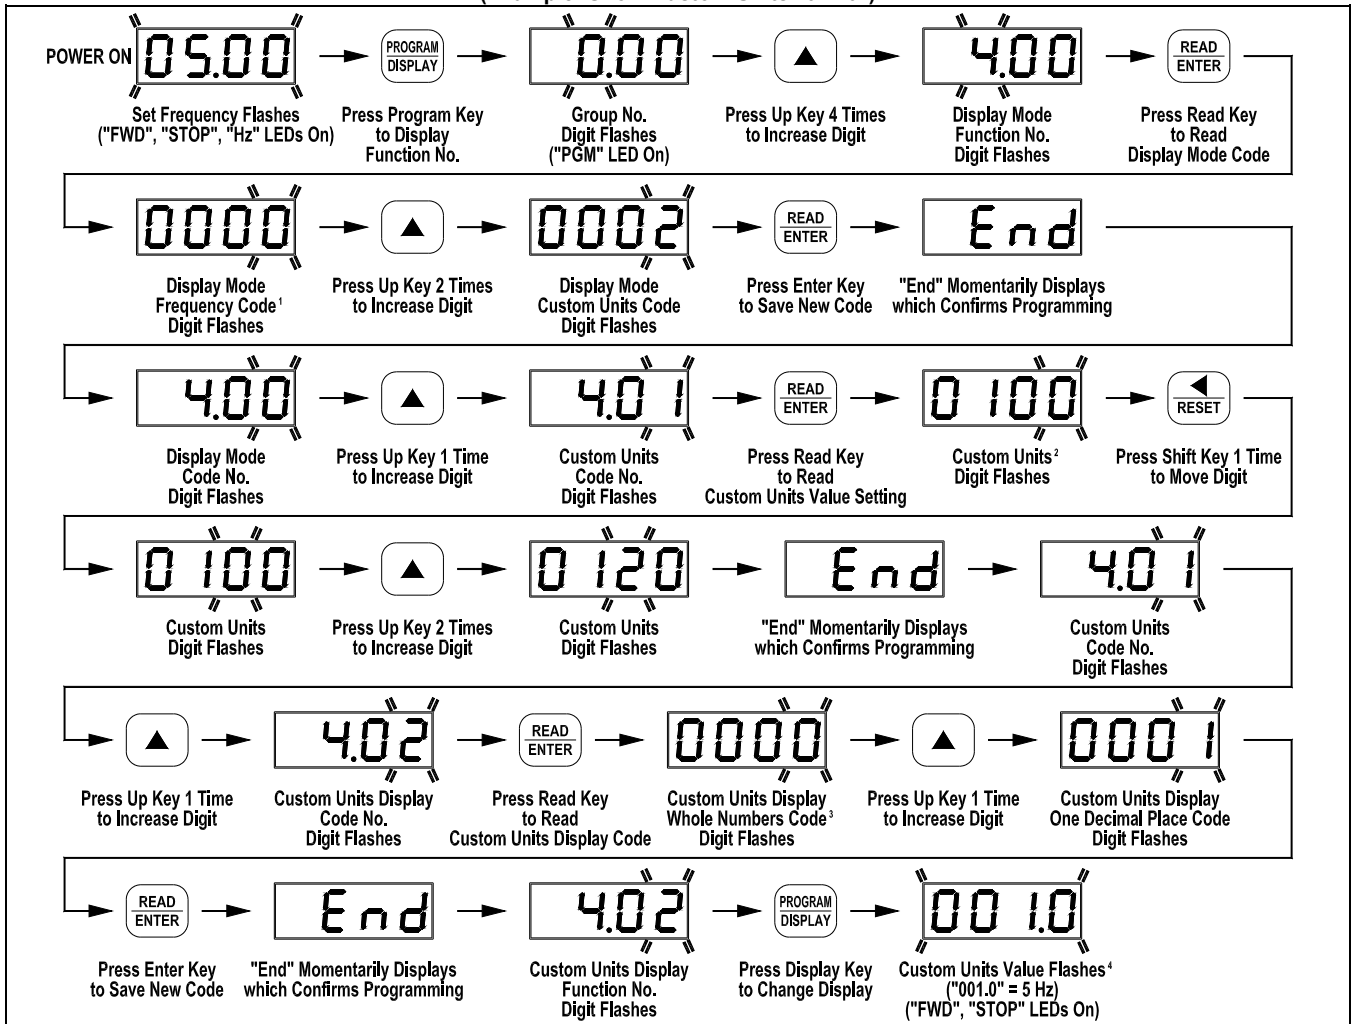 POWER ON
05.00
PROGRAM
DISPLAY
0.00
4.00
READ
ENTER
Set Frequency Flashes
("FWD", "STOP", "Hz" LEDs On)
Press Program Key
to Display
Function No.
Group No.
Digit Flashes
("PGM" LED On)
Press Up Key 4 Times
to Increase Digit
Display Mode
Function No.
Digit Flashes
Press Read Key
to Read
Display Mode Code
0000
0002
READ
ENTER
End
Display Mode
Frequency Code¹
Digit Flashes
Press Up Key 2 Times
to Increase Digit
Display Mode
Custom Units Code
Digit Flashes
Press Enter Key
to Save New Code
"End" Momentarily Displays
which Confirms Programming
4.00
4.01
READ
ENTER
0100
RESET
Display Mode
Code No.
Digit Flashes
Press Up Key 1 Time
to Increase Digit
Custom Units
Code No.
Digit Flashes
Press Read Key
to Read
Custom Units Value Setting
Custom Units²
Digit Flashes
Press Shift Key 1 Time
to Move Digit
0100
0120
End
4.01
Custom Units
Digit Flashes
Press Up Key 2 Times
to Increase Digit
Custom Units
Digit Flashes
"End" Momentarily Displays
which Confirms Programming
Custom Units
Code No.
Digit Flashes
4.02
READ
ENTER
0000
0001
Press Up Key 1 Time
to Increase Digit
Custom Units Display
Code No.
Digit Flashes
Press Read Key
to Read
Custom Units Display Code
Custom Units Display
Whole Numbers Code³
Digit Flashes
Press Up Key 1 Time
to Increase Digit
Custom Units Display
One Decimal Place Code
Digit Flashes
READ
ENTER
End
4.02
PROGRAM
DISPLAY
001.0
Press Enter Key
to Save New Code
"End" Momentarily Displays
which Confirms Programming
Custom Units Display
Function No.
Digit Flashes
Press Display Key
to Change Display
Custom Units Value Flashes⁴
("001.0" = 5 Hz)
("FWD", "STOP" LEDs On)